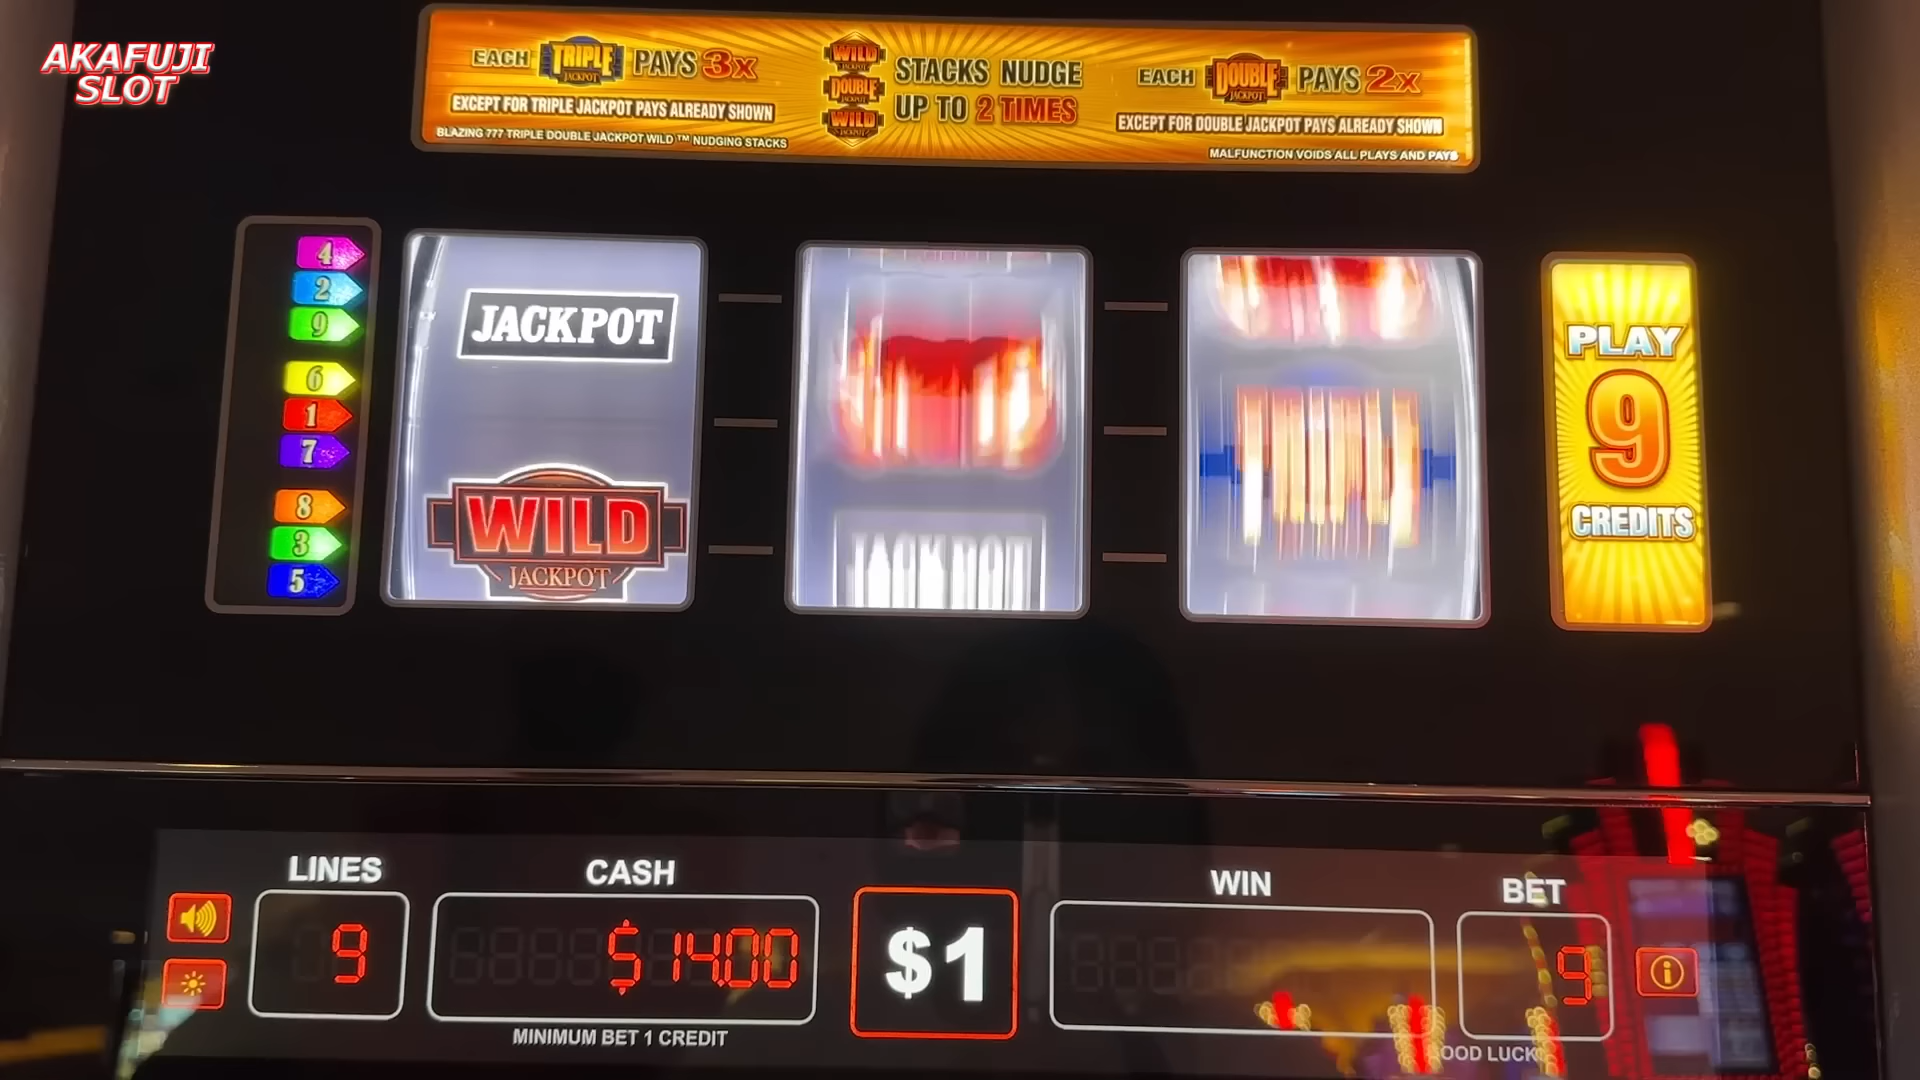 AKAFUJI
SLOT
EACH TRIPLE JACKPOT PAYS 3x
EXCEPT FOR TRIPLE JACKPOT PAYS ALREADY SHOWN
BLAZING 777 TRIPLE DOUBLE JACKPOT WILD ™ NUDGING STACKS
WILD
JACKPOT
DOUBLE
JACKPOT
WILD
STACKS NUDGE
UP TO 2 TIMES
EACH DOUBLE JACKPOT PAYS 2x
EXCEPT FOR DOUBLE JACKPOT PAYS ALREADY SHOWN
MALFUNCTION VOIDS ALL PLAYS AND PAYS
4
2
9
6
1
7
8
3
5
JACKPOT
WILD
JACKPOT
JACKPOT
PLAY
9
CREDITS
LINES
9
CASH
$14.00
MINIMUM BET 1 CREDIT
$1
WIN
BET
9
OOD LUCK